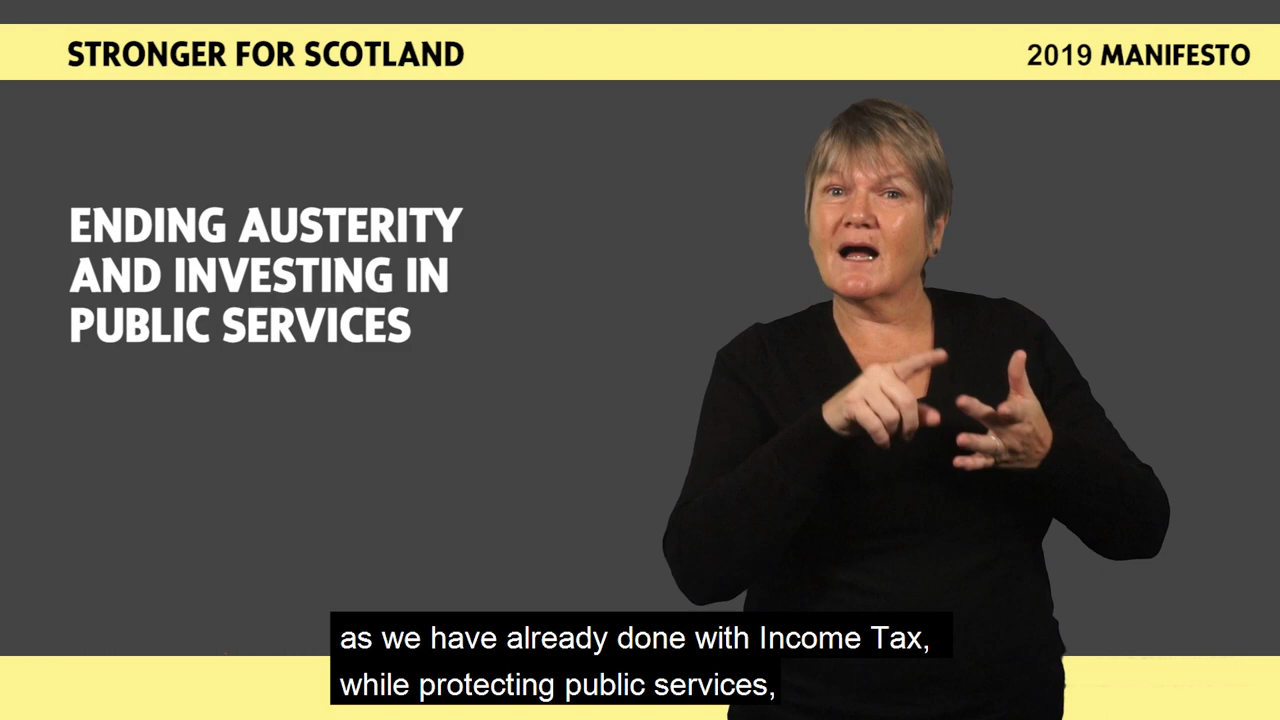 STRONGER FOR SCOTLAND
2019 MANIFESTO
ENDING AUSTERITY
AND INVESTING IN
PUBLIC SERVICES
as we have already done with Income Tax,
while protecting public services,